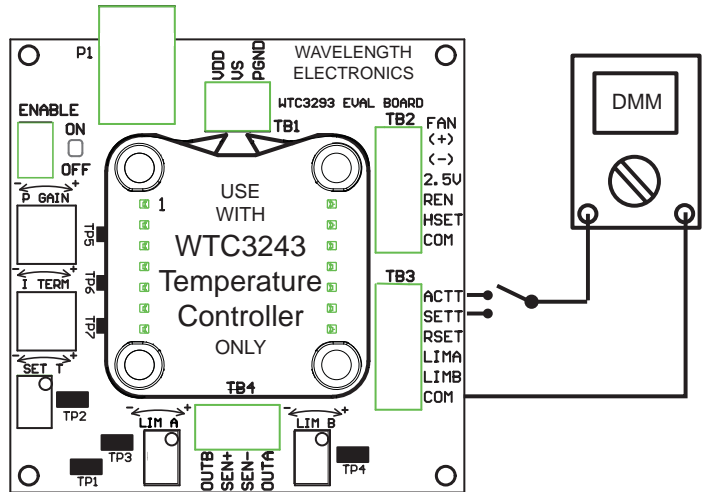 P1
VDD
VS
PGND
WAVELENGTH
ELECTRONICS
WTC3293 EVAL BOARD
TB1
ENABLE
ON
OFF
- +
P GAIN
TP5
- +
I TERM
TP6
TP7
- +
SET T
TP2
1
USE
WITH
WTC3243
Temperature
Controller
ONLY
TB2
FAN
(+)
(-)
2.5V
REN
HSET
COM
TB3
ACTT
SETT
RSET
LIMA
LIMB
COM
DMM
TB4
- +
LIM A
- +
LIM B
TP3
TP1
OUTB
SEN+
SEN-
OUTA
TP4